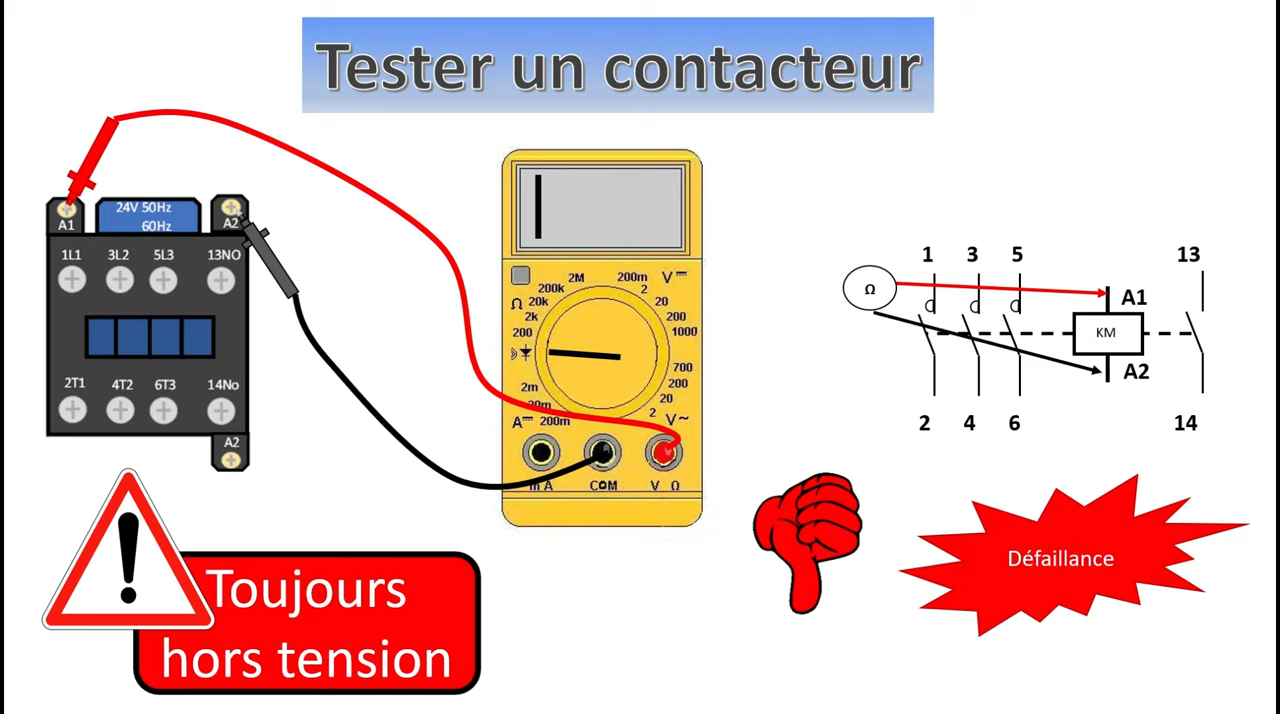 Tester un contacteur
A1
24V 50Hz
60Hz
A2
1L1
3L2
5L3
13NO
2T1
4T2
6T3
14No
A2
2M
200m
V
200k
2
Ω
20k
20
2k
200
200
1000
700
200
2m
20
20m
2
A
200m
V~
mA
COM
V Ω
1
3
5
13
Ω
A1
KM
A2
2
4
6
14
!
Toujours
hors tension
Défaillance